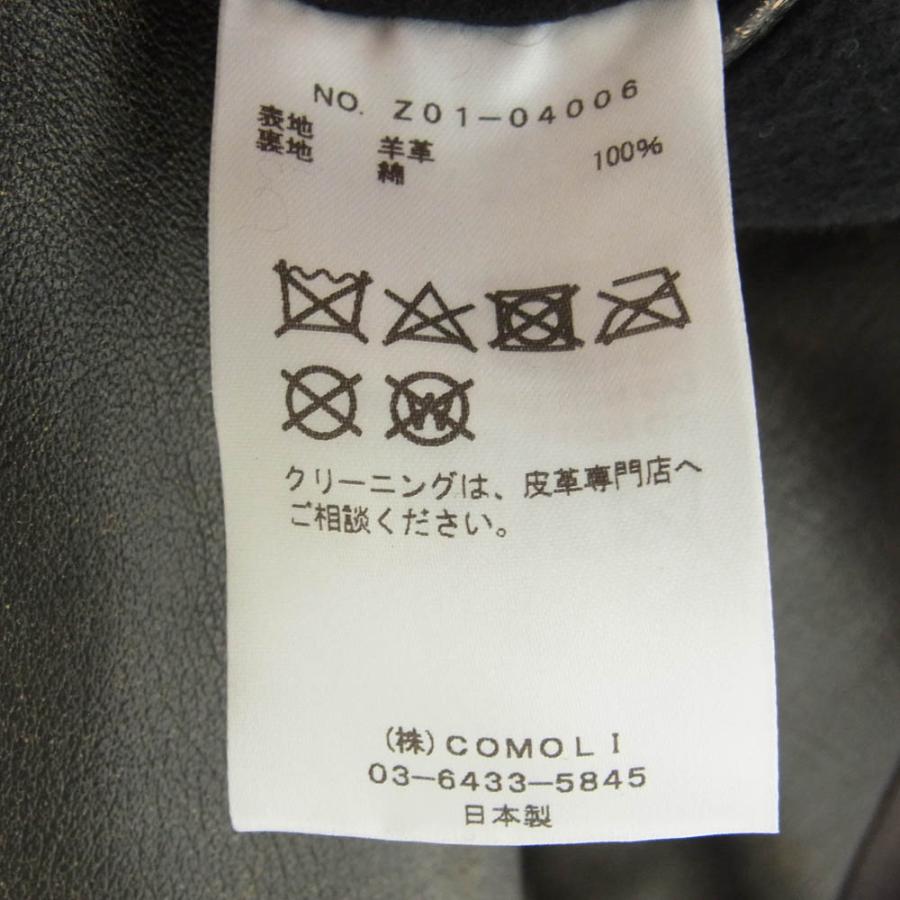 NO. Z01-04006
表地 羊革
裏地 綿 100%
クリーニングは、皮革専門店へ
ご相談ください。
(株)COMOLI
03-6433-5845
日本製